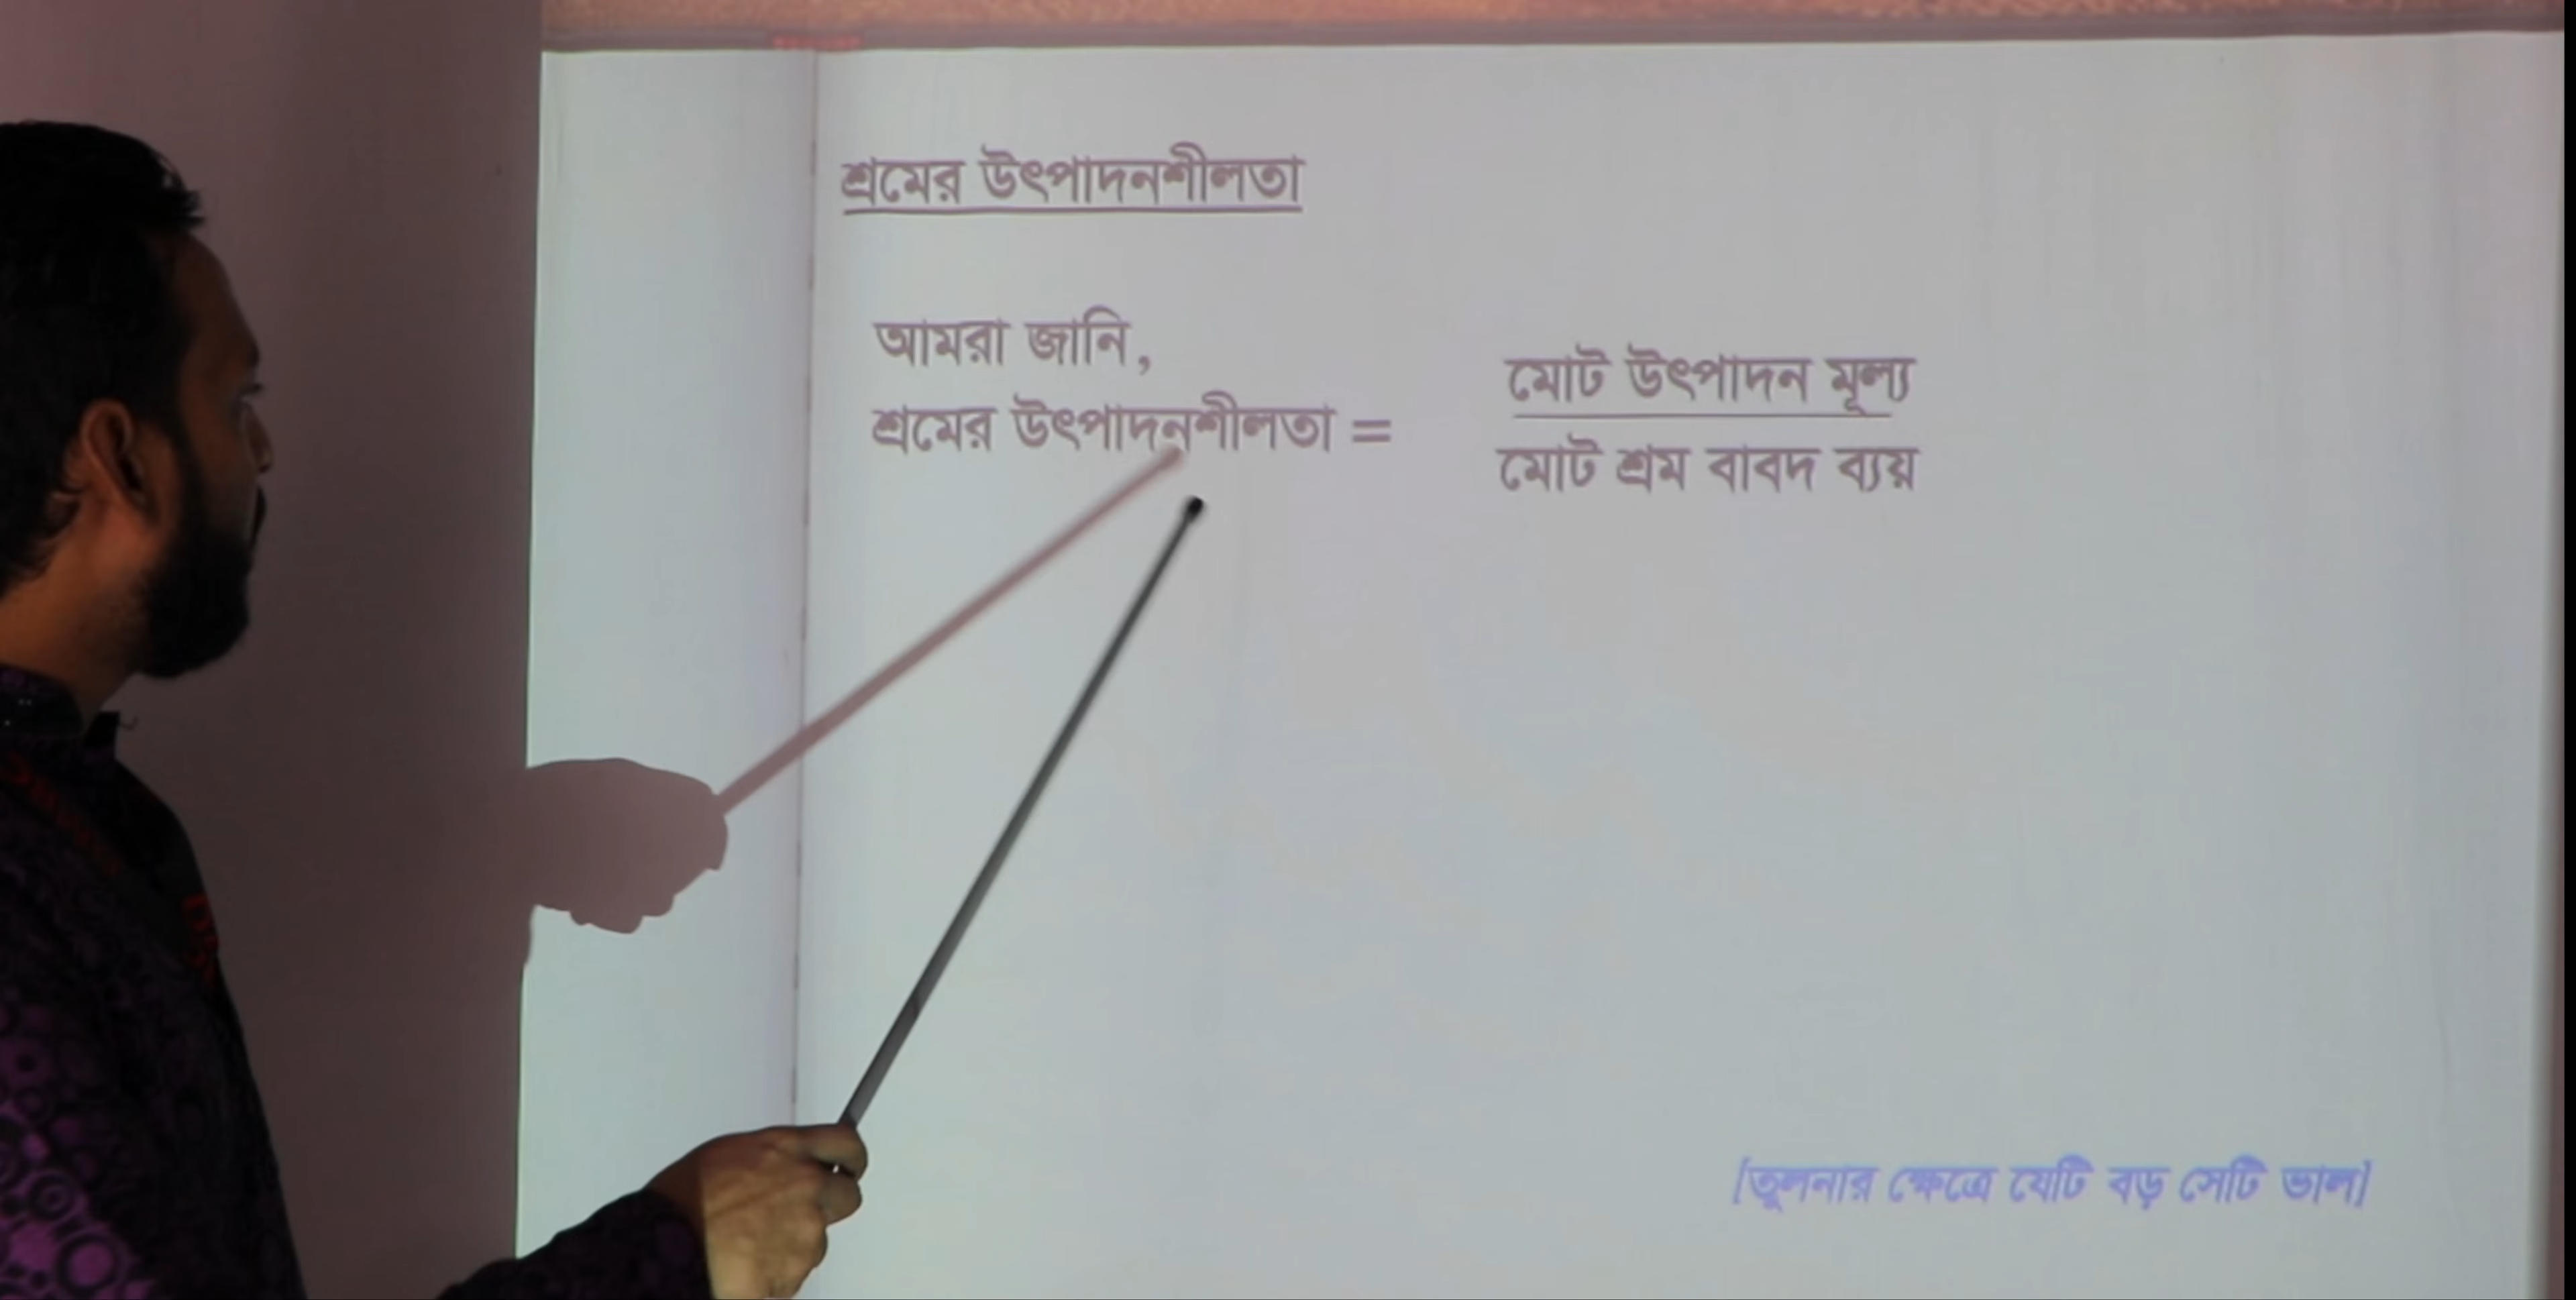 শ্রমের উৎপাদনশীলতা
আমরা জানি,
শ্রমের উৎপাদনশীলতা =
মোট উৎপাদন মূল্য
মোট শ্রম বাবদ ব্যয়
[তুলনার ক্ষেত্রে যেটি বড় সেটি ভাল]